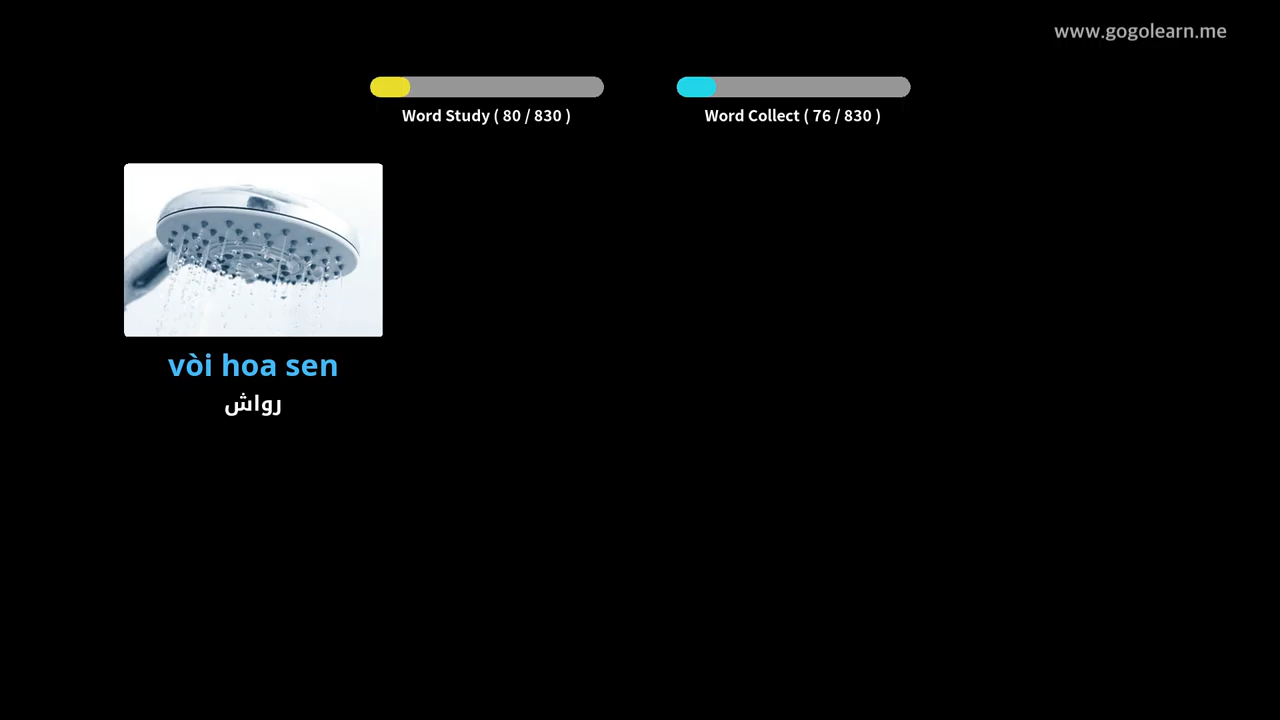 www.gogolearn.me
Word Study ( 80 / 830 )
Word Collect ( 76 / 830 )
vòi hoa sen
رواش